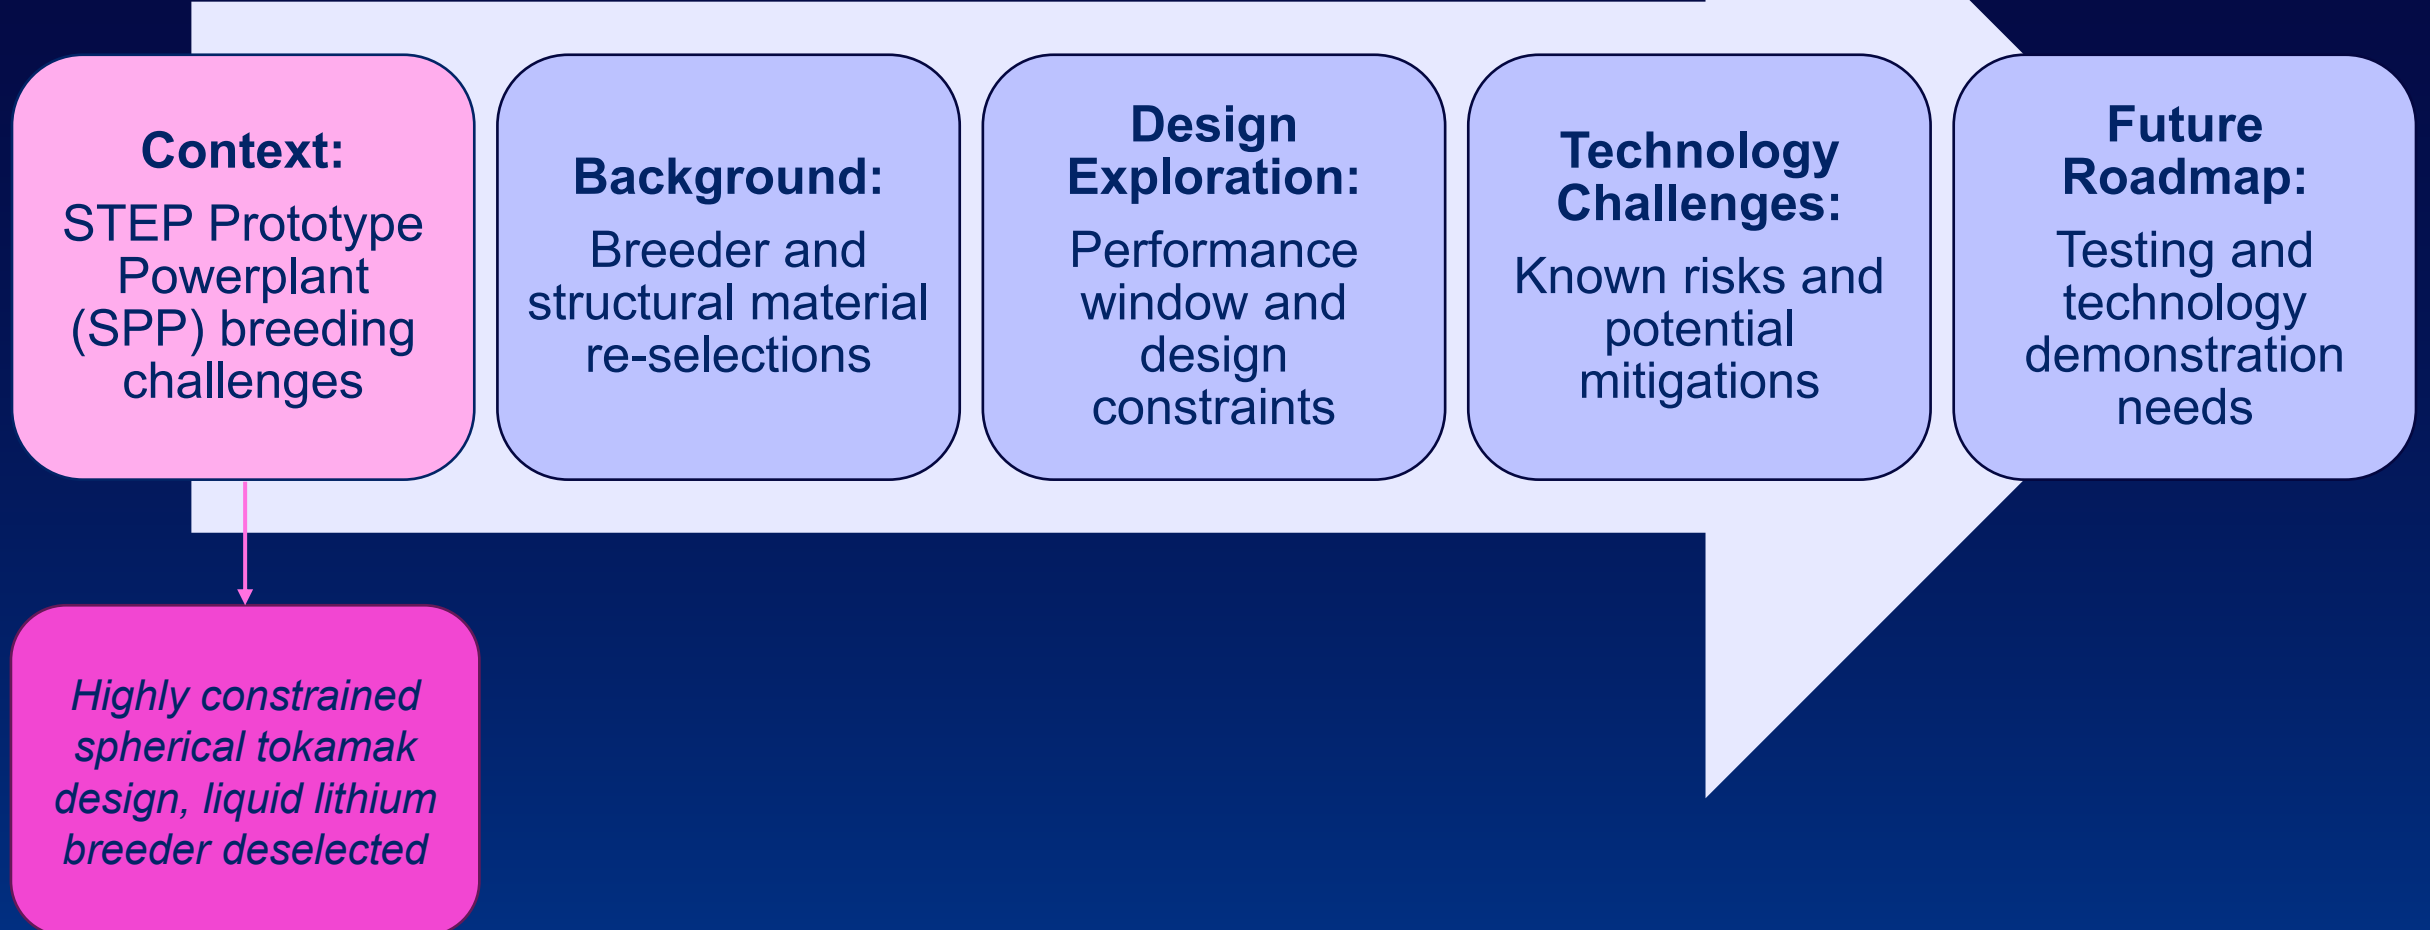 Context:
STEP Prototype
Powerplant
(SPP) breeding
challenges
Background:
Breeder and
structural material
re-selections
Design
Exploration:
Performance
window and
design
constraints
Technology
Challenges:
Known risks and
potential
mitigations
Future
Roadmap:
Testing and
technology
demonstration
needs
Highly constrained
spherical tokamak
design, liquid lithium
breeder deselected